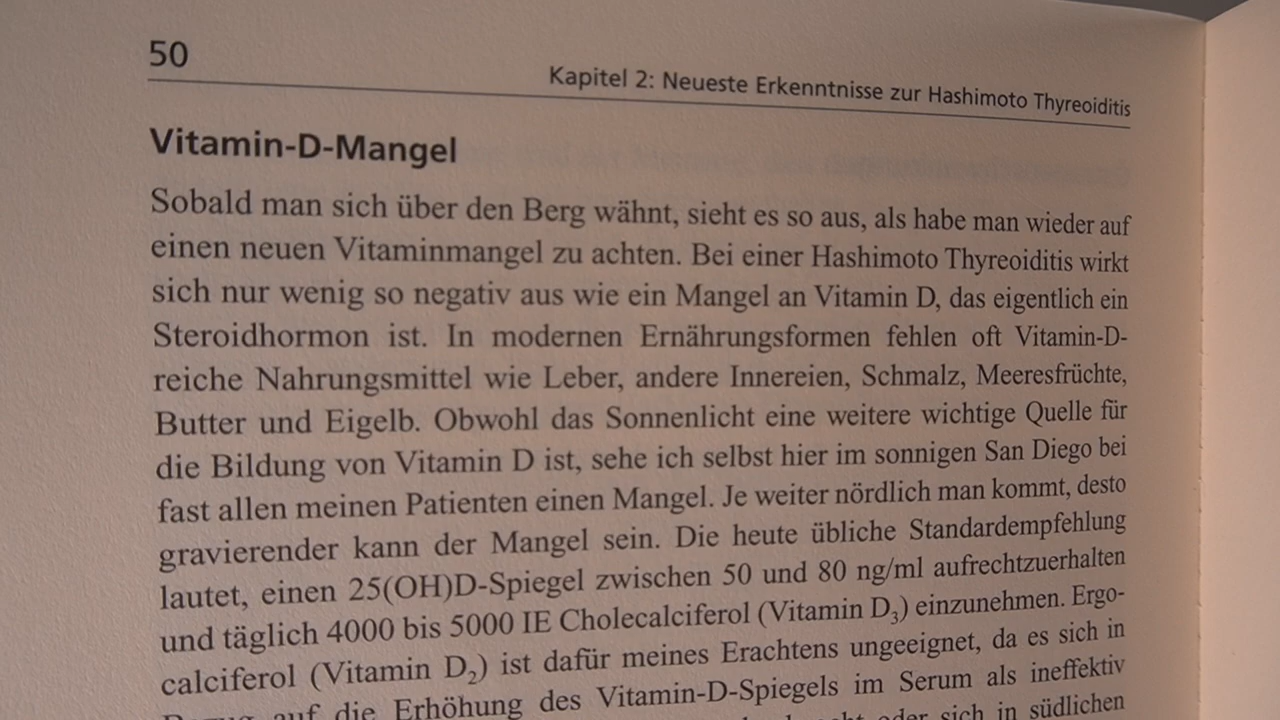 50
Kapitel 2: Neueste Erkenntnisse zur Hashimoto Thyreoiditis
Vitamin-D-Mangel
Sobald man sich über den Berg wähnt, sieht es so aus, als habe man wieder auf
einen neuen Vitaminmangel zu achten. Bei einer Hashimoto Thyreoiditis wirkt
sich nur wenig so negativ aus wie ein Mangel an Vitamin D, das eigentlich ein
Steroidhormon ist. In modernen Ernährungsformen fehlen oft Vitamin-D-
reiche Nahrungsmittel wie Leber, andere Innereien, Schmalz, Meeresfrüchte,
Butter und Eigelb. Obwohl das Sonnenlicht eine weitere wichtige Quelle für
die Bildung von Vitamin D ist, sehe ich selbst hier im sonnigen San Diego bei
fast allen meinen Patienten einen Mangel. Je weiter nördlich man kommt, desto
gravierender kann der Mangel sein. Die heute übliche Standardempfehlung
lautet, einen 25(OH)D-Spiegel zwischen 50 und 80 ng/ml aufrechtzuerhalten
und täglich 4000 bis 5000 IE Cholecalciferol (Vitamin D₃) einzunehmen. Ergo-
calciferol (Vitamin D₂) ist dafür meines Erachtens ungeeignet, da es sich in
Bezug auf die Erhöhung des Vitamin-D-Spiegels im Serum als ineffektiv
oder sich in südlichen